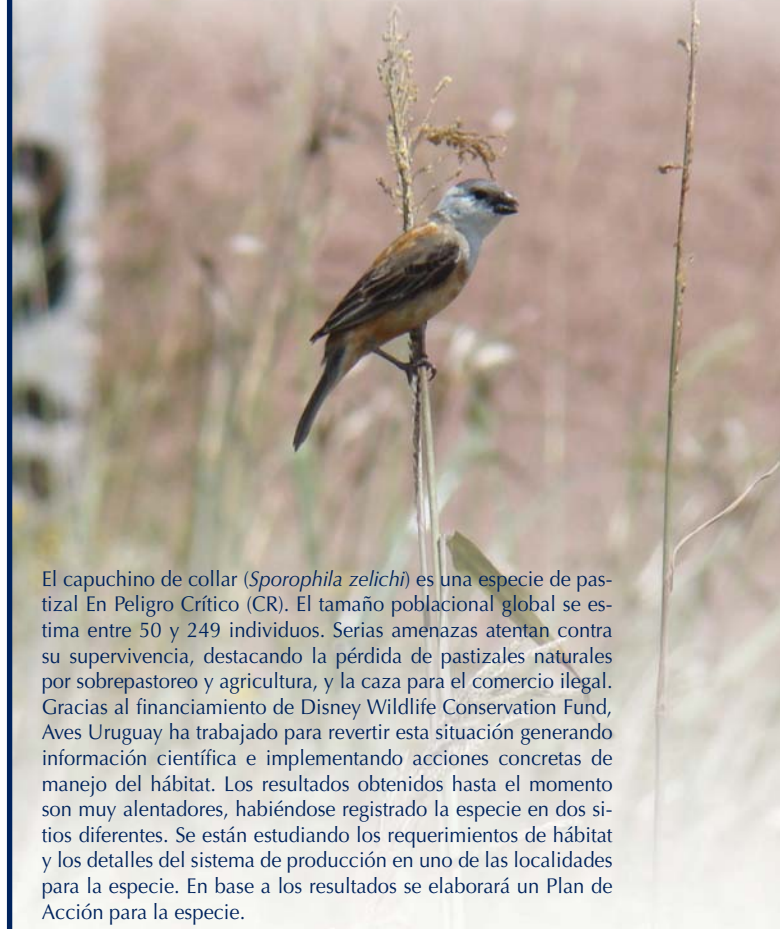 El capuchino de collar (Sporophila zelichi) es una especie de pas-
tizal En Peligro Crítico (CR). El tamaño poblacional global se es-
tima entre 50 y 249 individuos. Serias amenazas atentan contra
su supervivencia, destacando la pérdida de pastizales naturales
por sobrepastoreo y agricultura, y la caza para el comercio ilegal.
Gracias al financiamiento de Disney Wildlife Conservation Fund,
Aves Uruguay ha trabajado para revertir esta situación generando
información científica e implementando acciones concretas de
manejo del hábitat. Los resultados obtenidos hasta el momento
son muy alentadores, habiéndose registrado la especie en dos si-
tios diferentes. Se están estudiando los requerimientos de hábitat
y los detalles del sistema de producción en uno de las localidades
para la especie. En base a los resultados se elaborará un Plan de
Acción para la especie.